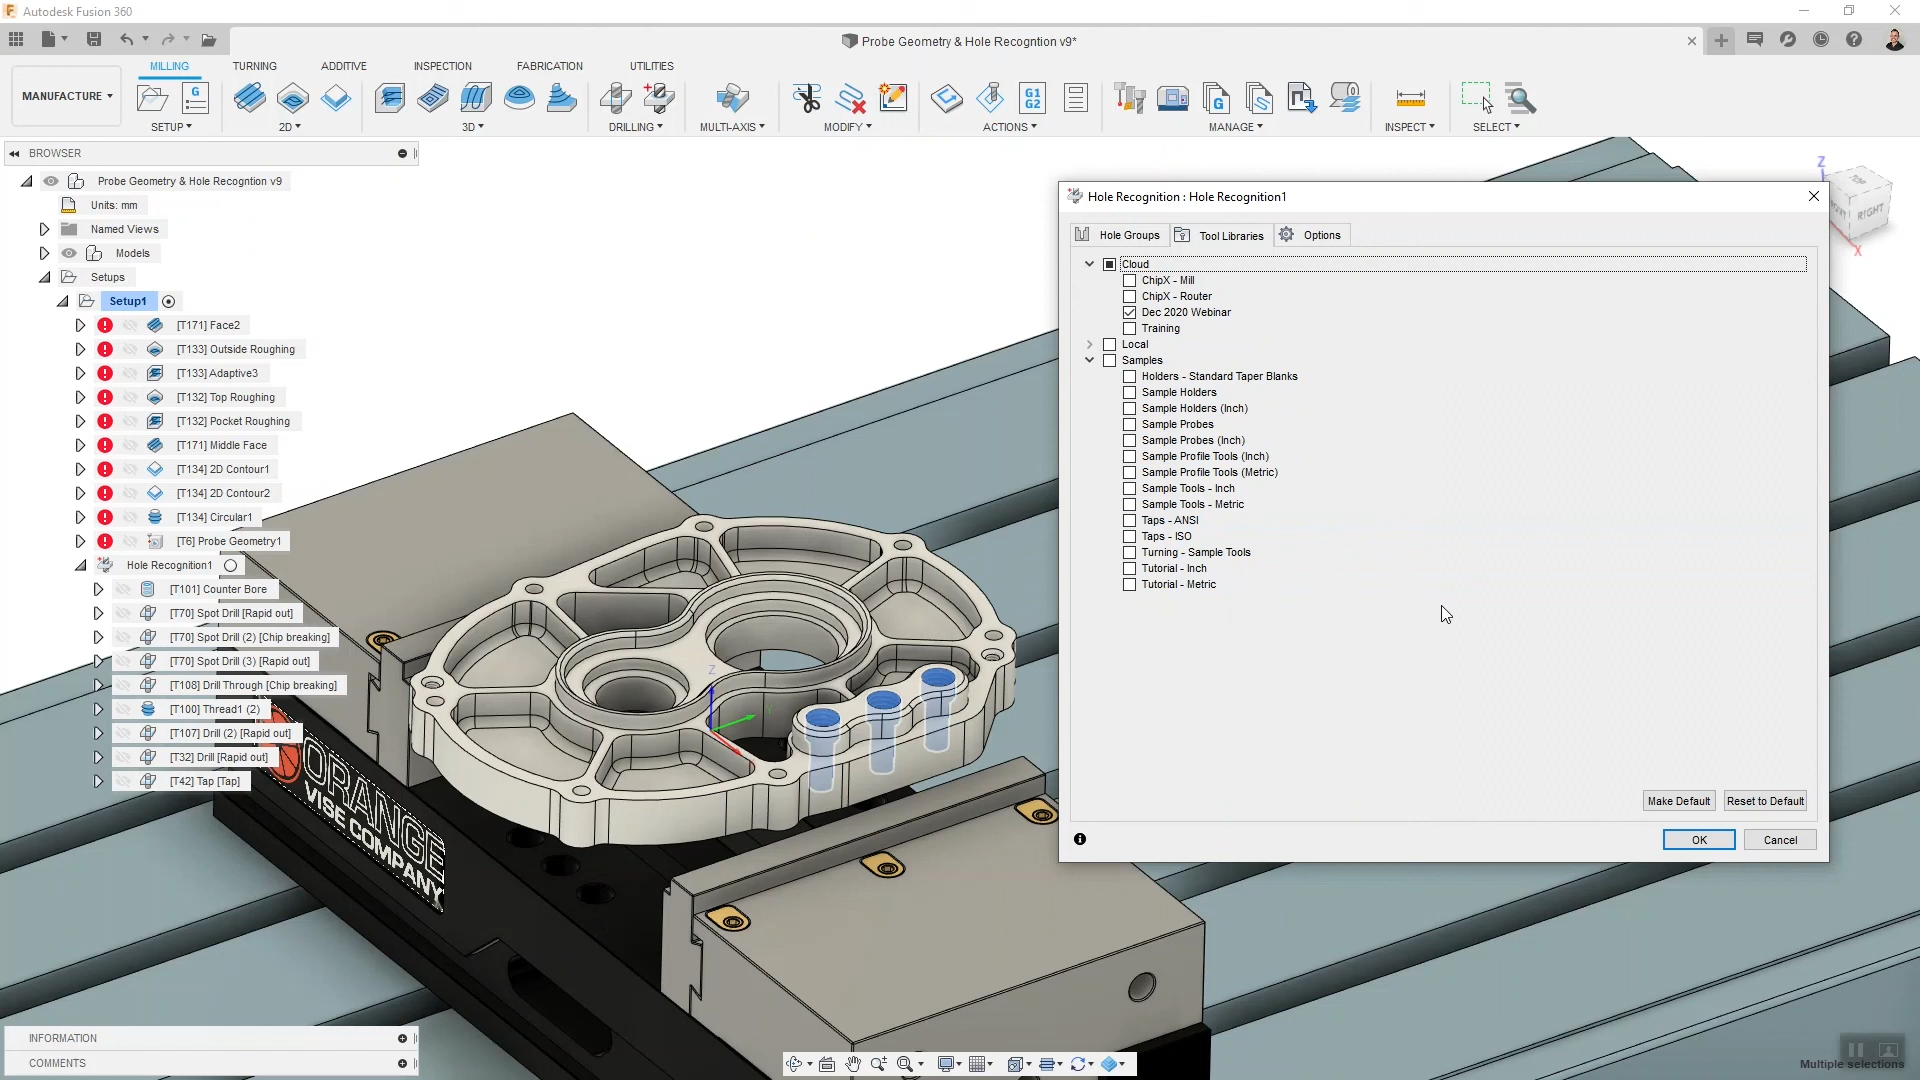 Autodesk Fusion 360
Probe Geometry & Hole Recogntion v9*
MANUFACTURE
MILLING
TURNING
ADDITIVE
INSPECTION
FABRICATION
UTILITIES
G
G1
G2
G
SETUP
2D
3D
DRILLING
MULTI-AXIS
MODIFY
ACTIONS
MANAGE
INSPECT
SELECT
BROWSER
Probe Geometry & Hole Recogntion v9
Units: mm
Named Views
Models
Setups
Setup1
[T171] Face2
[T133] Outside Roughing
[T133] Adaptive3
[T132] Top Roughing
[T132] Pocket Roughing
[T171] Middle Face
[T134] 2D Contour1
[T134] 2D Contour2
[T134] Circular1
[T6] Probe Geometry1
Hole Recognition1
[T101] Counter Bore
[T70] Spot Drill [Rapid out]
[T70] Spot Drill (2) [Chip breaking]
[T70] Spot Drill (3) [Rapid out]
[T108] Drill Through [Chip breaking]
[T100] Thread1 (2)
[T107] Drill (2) [Rapid out]
[T32] Drill [Rapid out]
[T42] Tap [Tap]
ORANGE
VISE COMPANY
Z
Z
TOP
RIGHT
X
Hole Recognition : Hole Recognition1
Hole Groups
Tool Libraries
Options
Cloud
ChipX - Mill
ChipX - Router
Dec 2020 Webinar
Training
Local
Samples
Holders - Standard Taper Blanks
Sample Holders
Sample Holders (Inch)
Sample Probes
Sample Probes (Inch)
Sample Profile Tools (Inch)
Sample Profile Tools (Metric)
Sample Tools - Inch
Sample Tools - Metric
Taps - ANSI
Taps - ISO
Turning - Sample Tools
Tutorial - Inch
Tutorial - Metric
Make Default
Reset to Default
OK
Cancel
INFORMATION
COMMENTS
Multiple selections